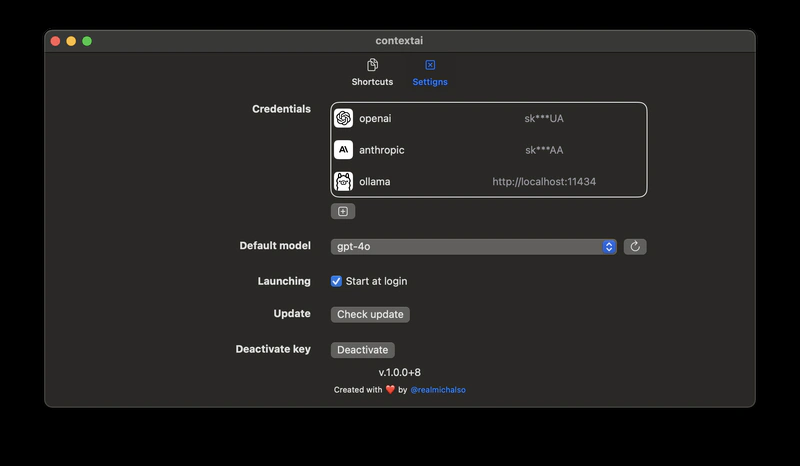 contextai
Shortcuts Settigns
Credentials
openai sk***UA
anthropic sk***AA
ollama http://localhost:11434
Default model gpt-4o
Launching Start at login
Update Check update
Deactivate key Deactivate
v.1.0.0+8
Created with ❤️ by @realmichalso